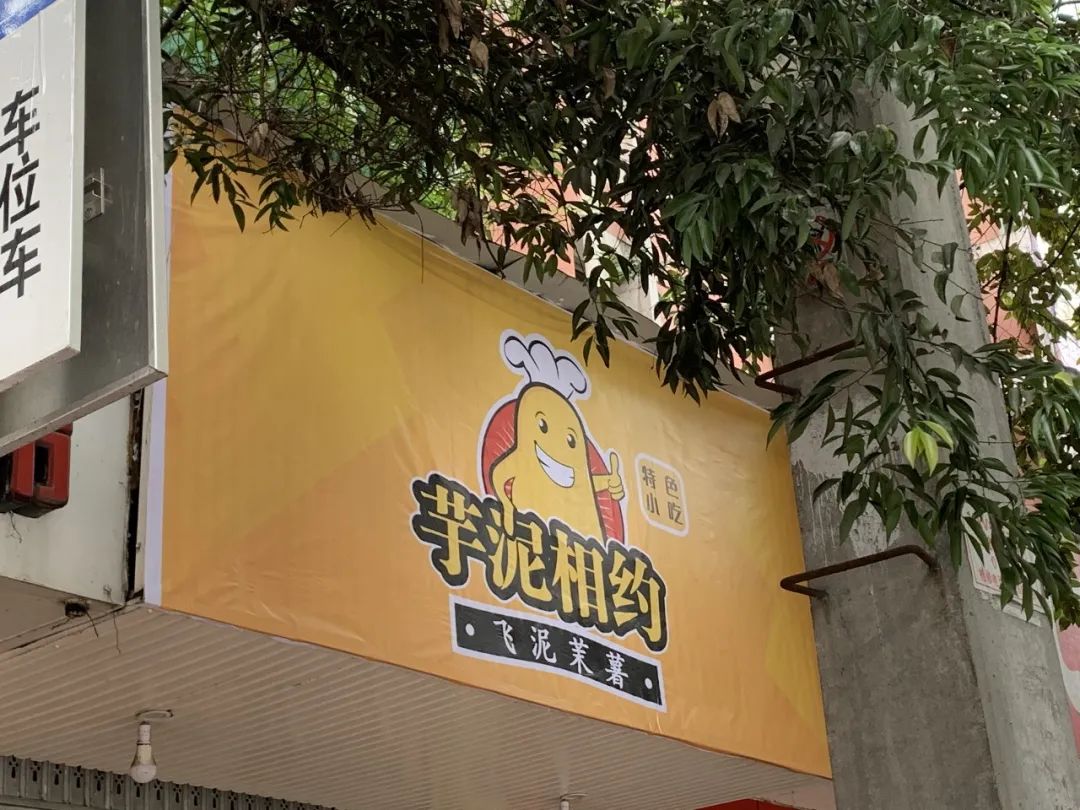 车位车
特色
小吃
芋泥相约
·飞泥茉薯·